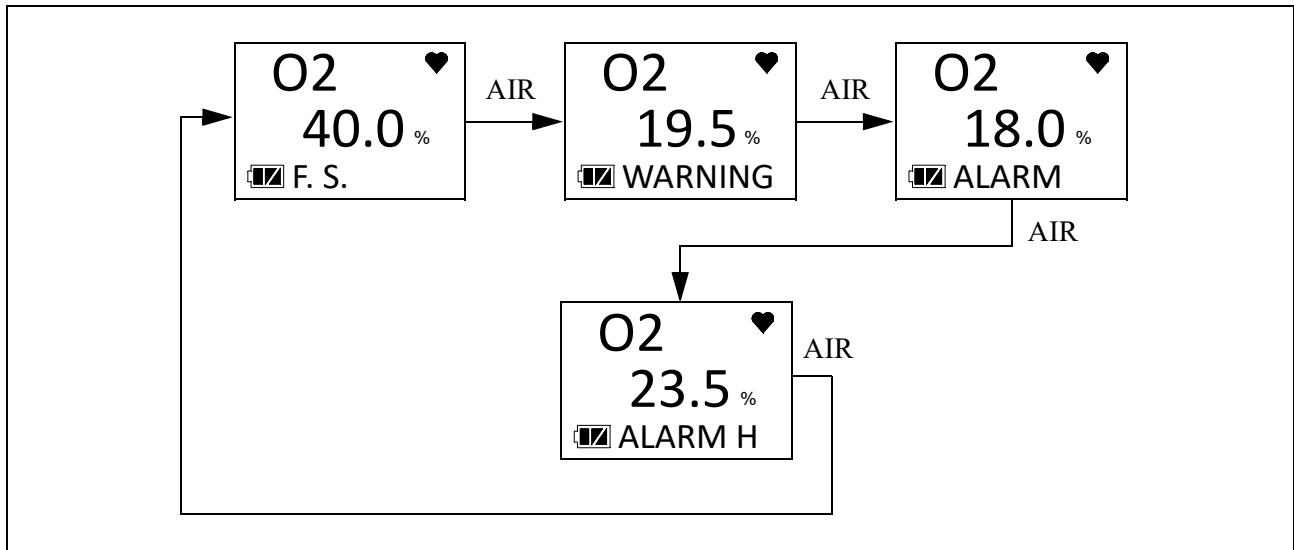 O2
40.0 %
F. S.
AIR
O2
19.5 %
WARNING
AIR
O2
18.0 %
ALARM
AIR
O2
23.5 %
ALARM H
AIR